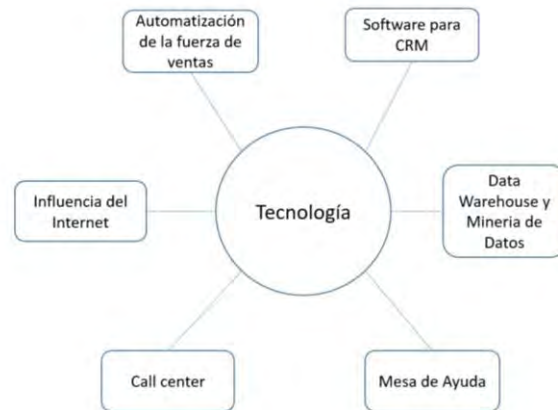 Automatización
de la fuerza de
ventas
Software para
CRM
Influencia del
Internet
Tecnología
Data
Warehouse y
Mineria de
Datos
Call center
Mesa de Ayuda